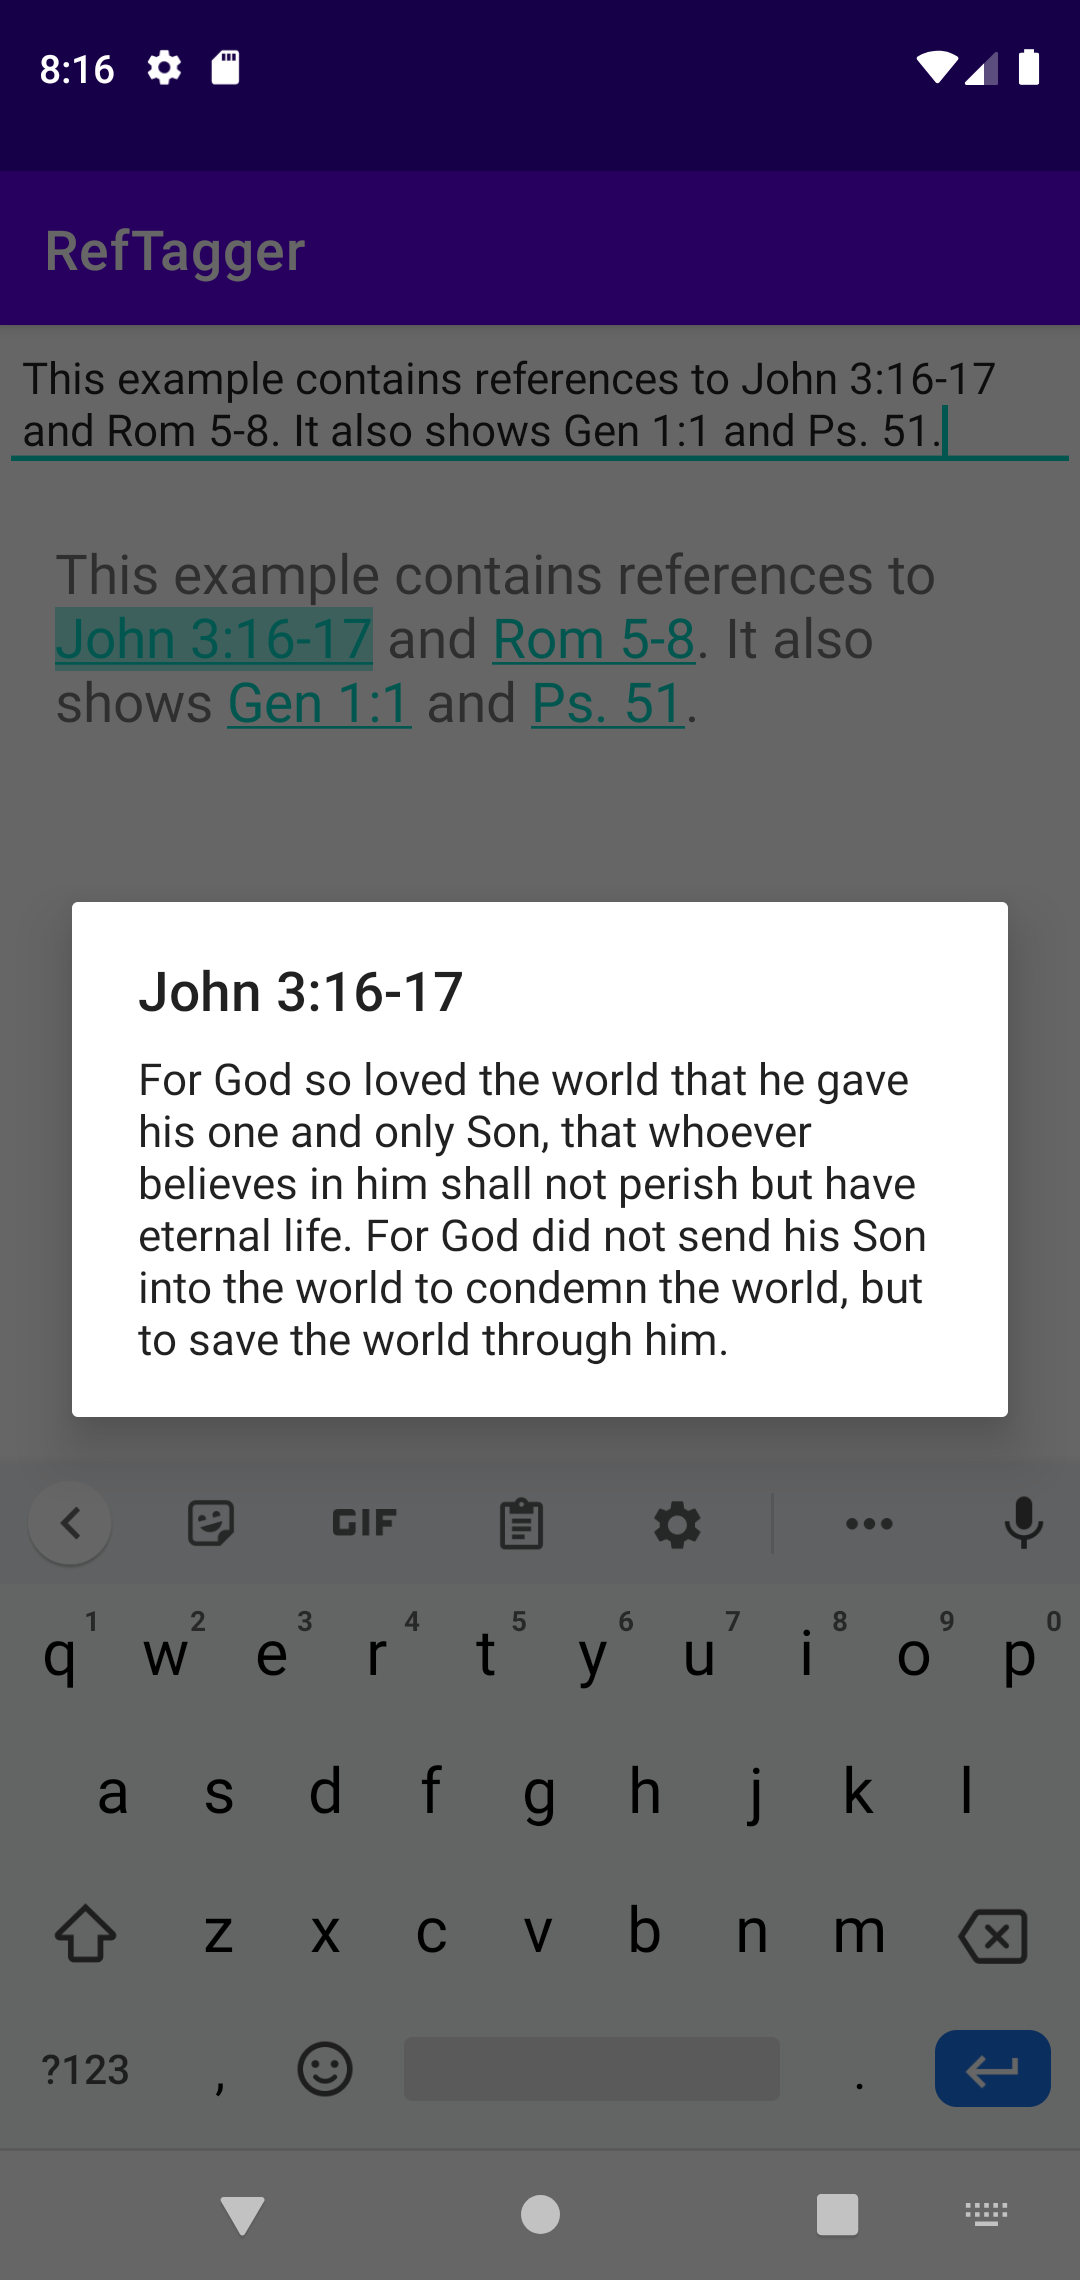 8:16
RefTagger
This example contains references to John 3:16-17
and Rom 5-8. It also shows Gen 1:1 and Ps. 51.
This example contains references to
John 3:16-17 and Rom 5-8. It also
shows Gen 1:1 and Ps. 51.
John 3:16-17
For God so loved the world that he gave
his one and only Son, that whoever
believes in him shall not perish but have
eternal life. For God did not send his Son
into the world to condemn the world, but
to save the world through him.
GIF
q 1 w 2 e 3 r 4 t 5 y 6 u 7 i 8 o 9 p 0
a s d f g h j k l
z x c v b n m
?123 , .